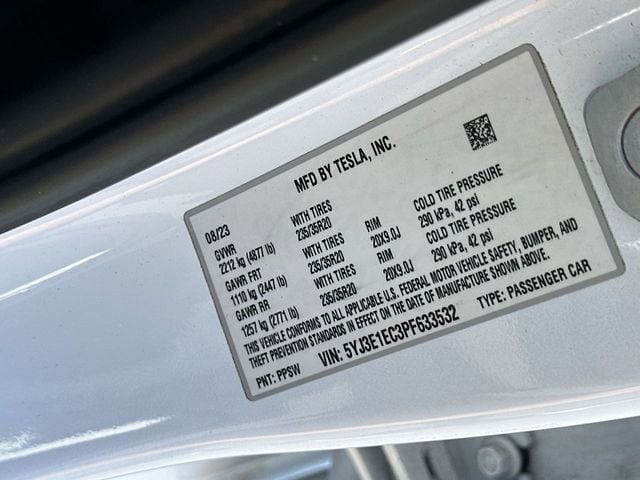 MFD BY TESLA, INC.
08/23
GVWR WITH TIRES COLD TIRE PRESSURE
2212 kg (4877 lb) 235/35R20 RIM 290 kPa, 42 psi
GAWR FRT WITH TIRES 20X9.0J COLD TIRE PRESSURE
1110 kg (2447 lb) 235/35R20 RIM 290 kPa, 42 psi
GAWR RR WITH TIRES 20X9.0J
1257 kg (2771 lb) 235/35R20
THIS VEHICLE CONFORMS TO ALL APPLICABLE U.S. FEDERAL MOTOR VEHICLE SAFETY, BUMPER, AND
THEFT PREVENTION STANDARDS IN EFFECT ON THE DATE OF MANUFACTURE SHOWN ABOVE.
VIN: 5YJ3E1EC3PF633532 TYPE: PASSENGER CAR
PNT: PPSW